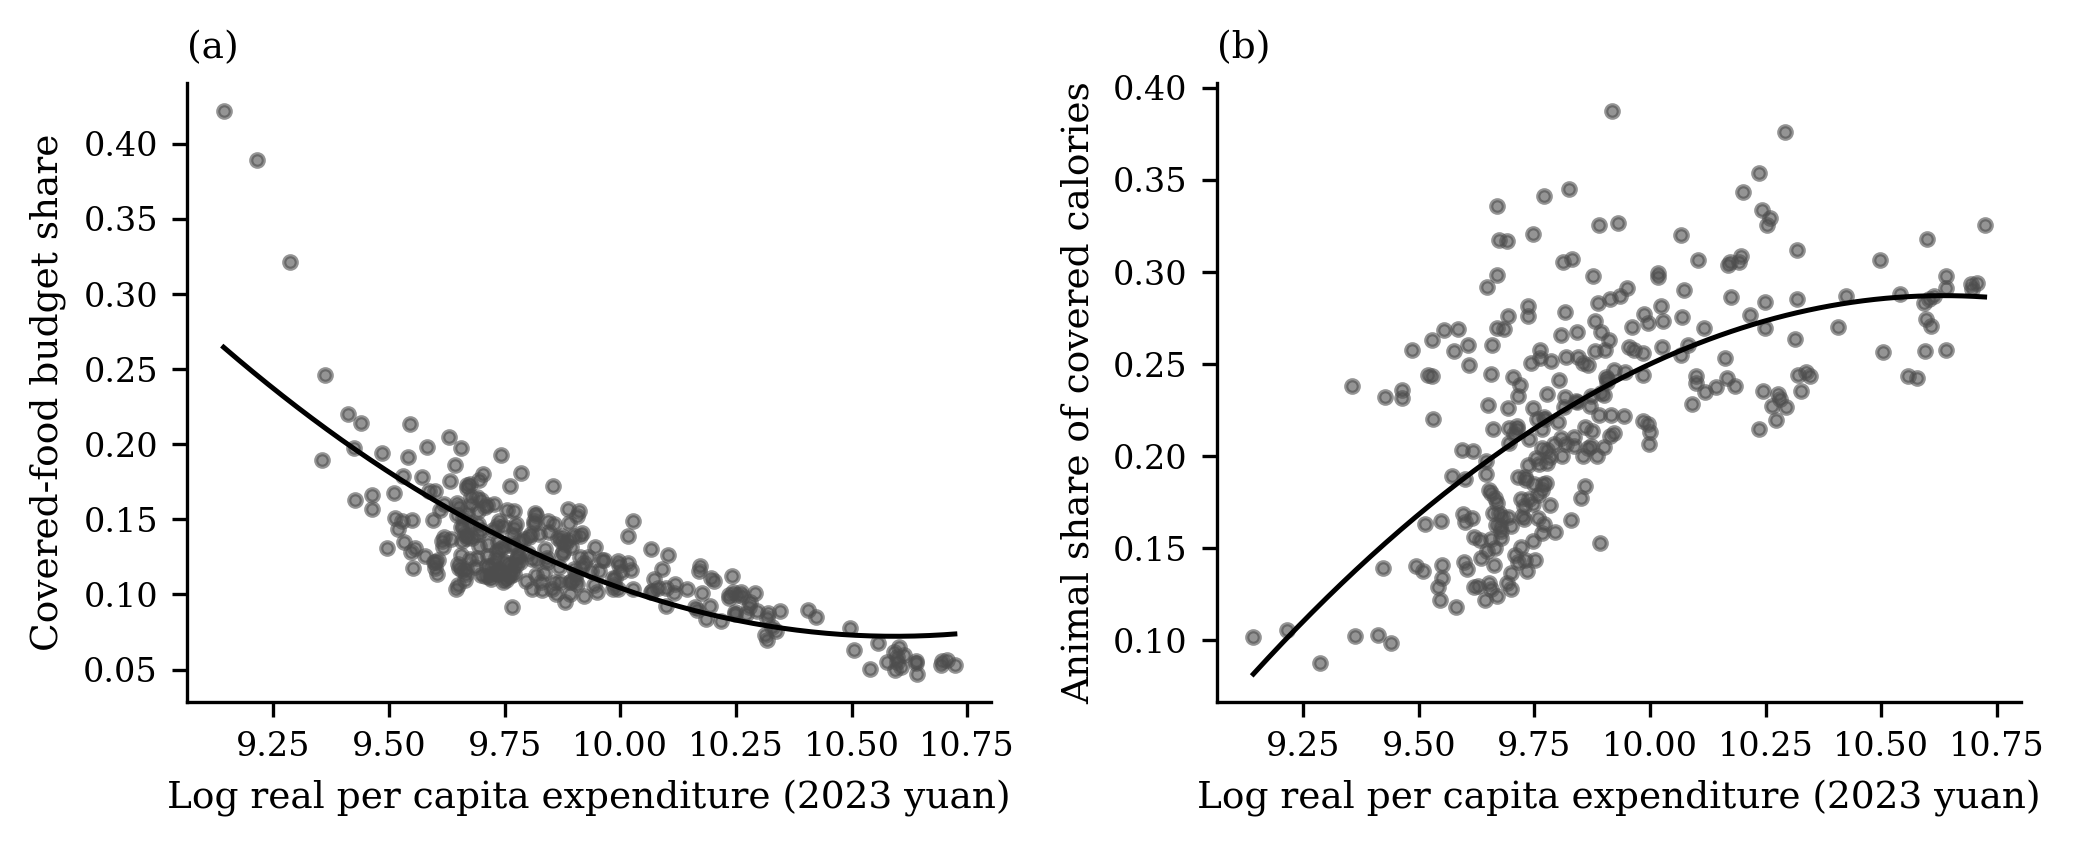 (a)
Covered-food budget share
0.40
0.35
0.30
0.25
0.20
0.15
0.10
0.05
9.25 9.50 9.75 10.00 10.25 10.50 10.75
Log real per capita expenditure (2023 yuan)
(b)
Animal share of covered calories
0.40
0.35
0.30
0.25
0.20
0.15
0.10
9.25 9.50 9.75 10.00 10.25 10.50 10.75
Log real per capita expenditure (2023 yuan)